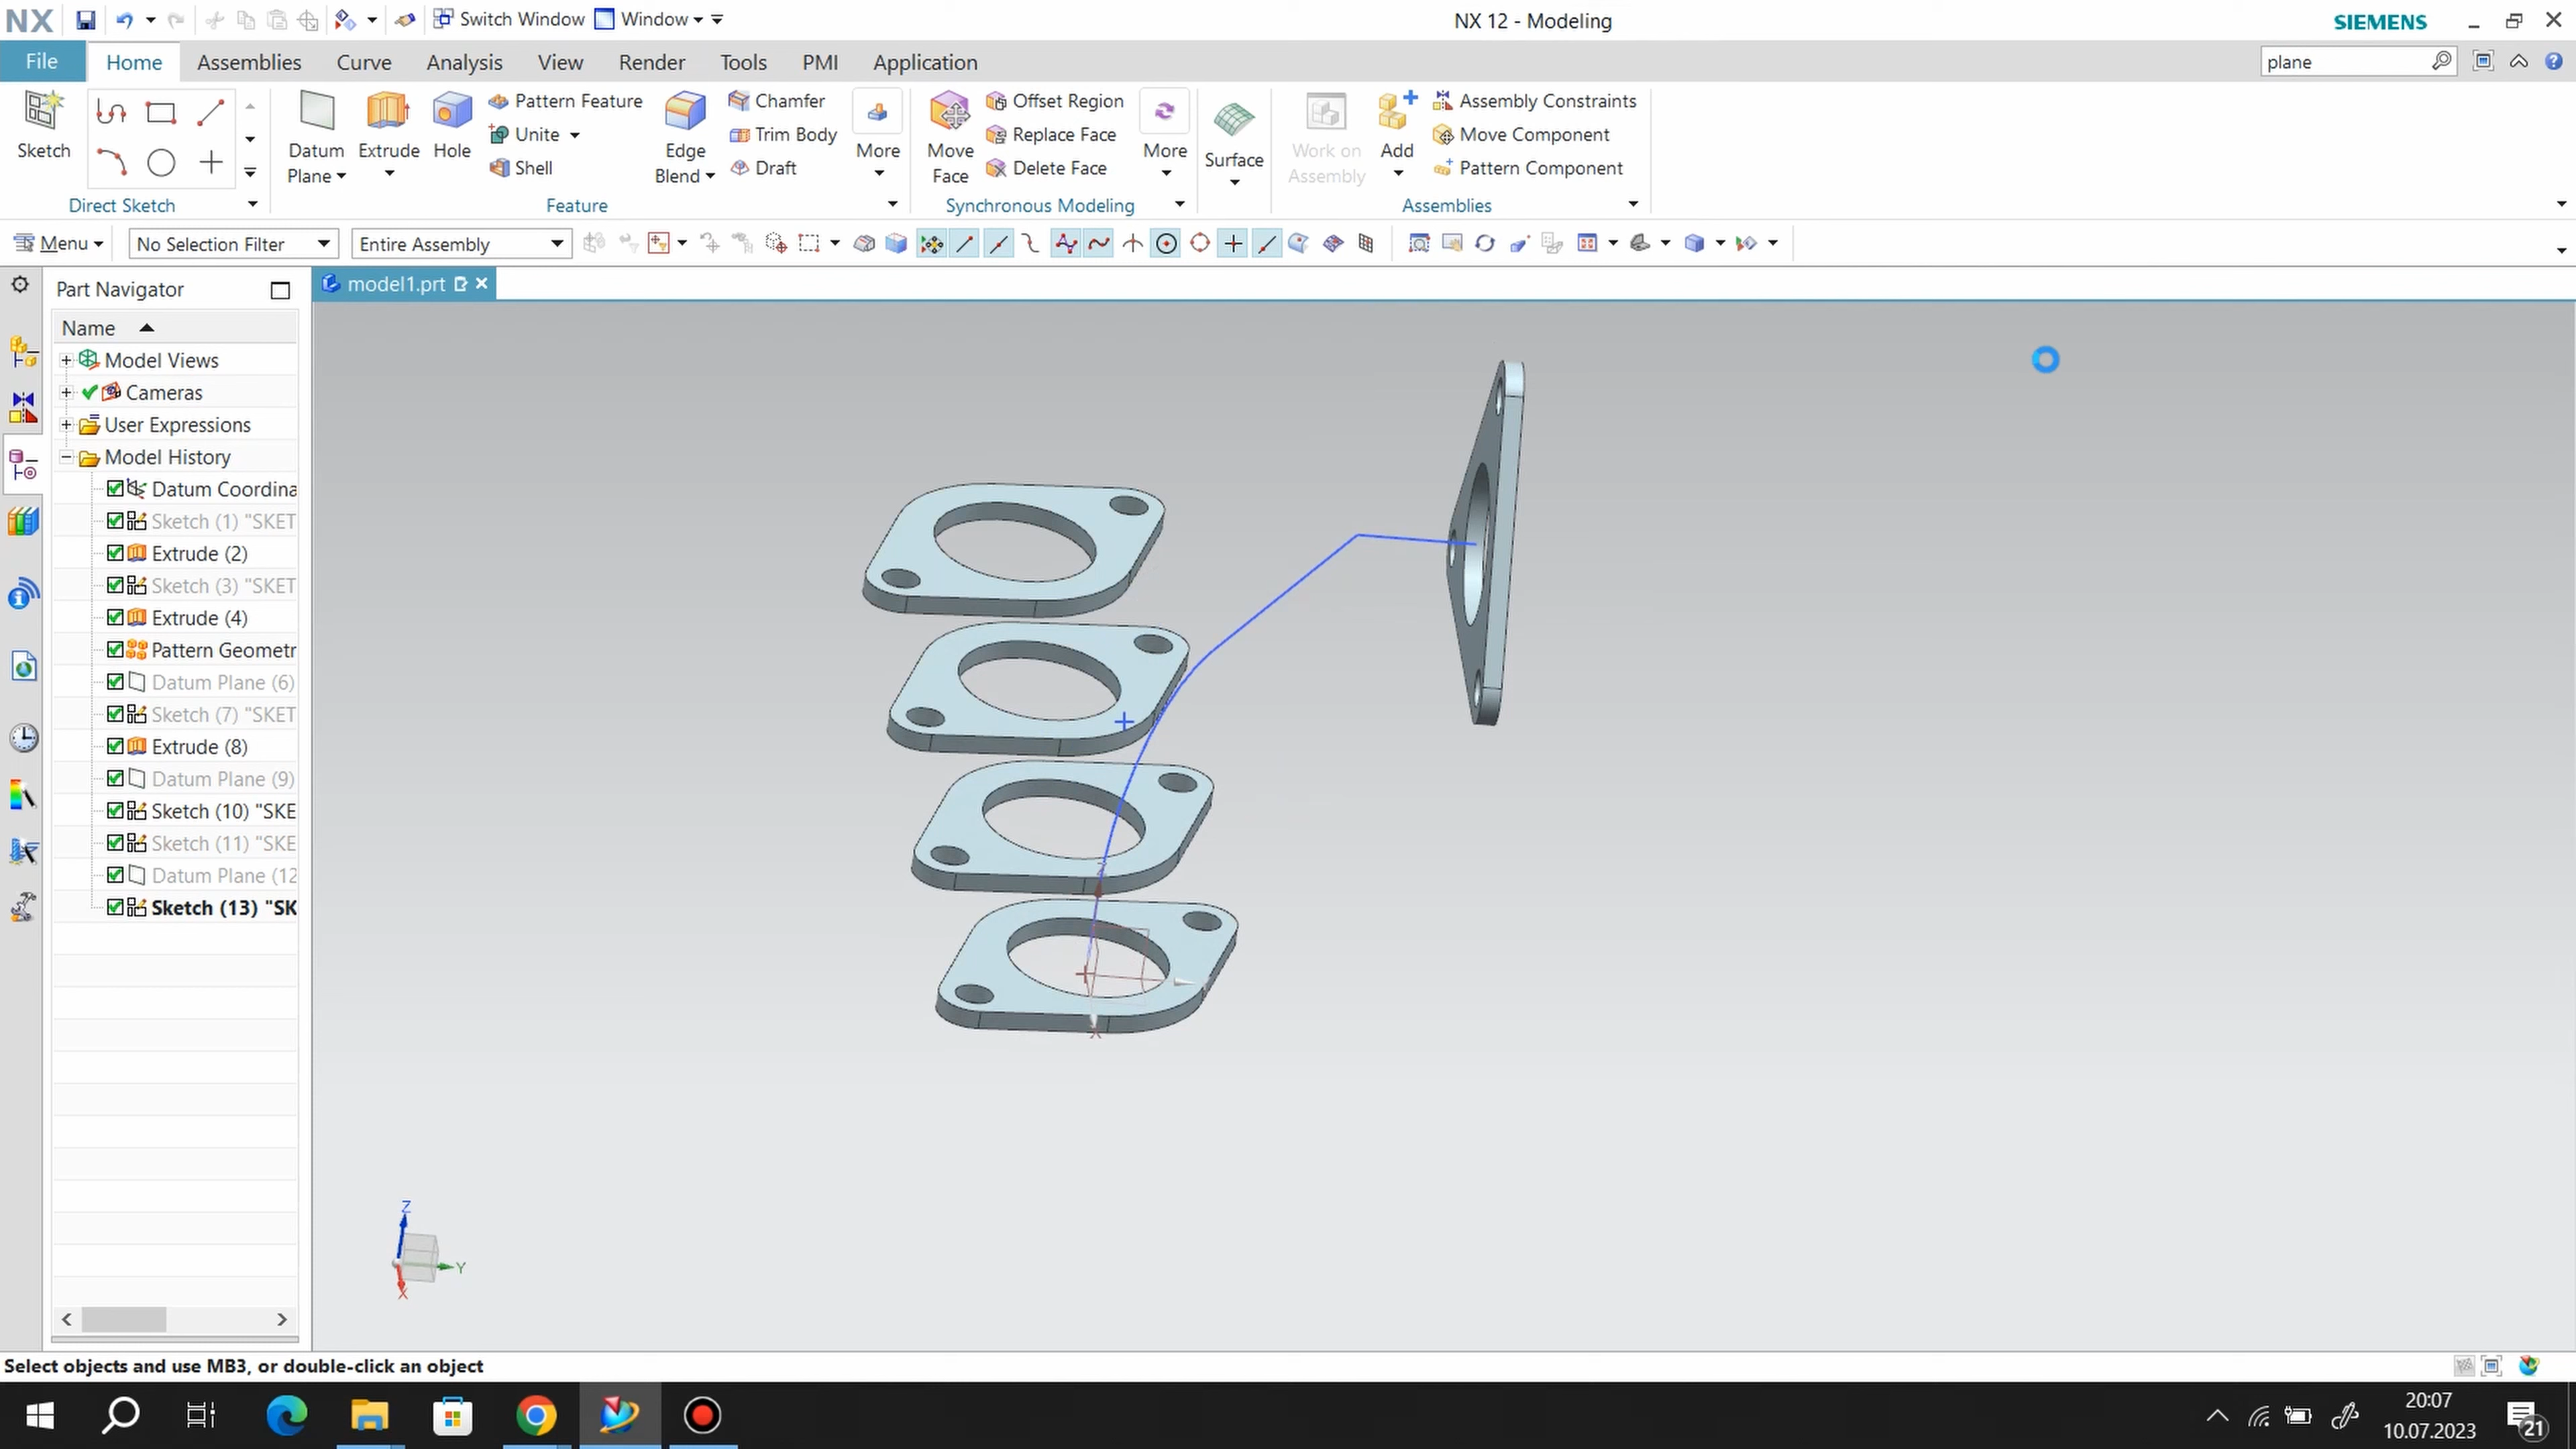 NX
Switch Window
Window
NX 12 - Modeling
SIEMENS
File
Home
Assemblies
Curve
Analysis
View
Render
Tools
PMI
Application
plane
Sketch
Direct Sketch
Datum
Plane
Extrude
Hole
Pattern Feature
Unite
Shell
Edge
Blend
Chamfer
Trim Body
Draft
More
Feature
Move
Face
Offset Region
Replace Face
Delete Face
More
Synchronous Modeling
Surface
Work on
Assembly
Add
Assembly Constraints
Move Component
Pattern Component
Assemblies
Menu
No Selection Filter
Entire Assembly
Part Navigator
model1.prt
Name
Model Views
Cameras
User Expressions
Model History
Datum Coordina
Sketch (1) "SKET
Extrude (2)
Sketch (3) "SKET
Extrude (4)
Pattern Geometr
Datum Plane (6)
Sketch (7) "SKET
Extrude (8)
Datum Plane (9)
Sketch (10) "SKE
Sketch (11) "SKE
Datum Plane (12
Sketch (13) "SK
Z
X
Z
Y
X
Select objects and use MB3, or double-click an object
20:07
10.07.2023
21